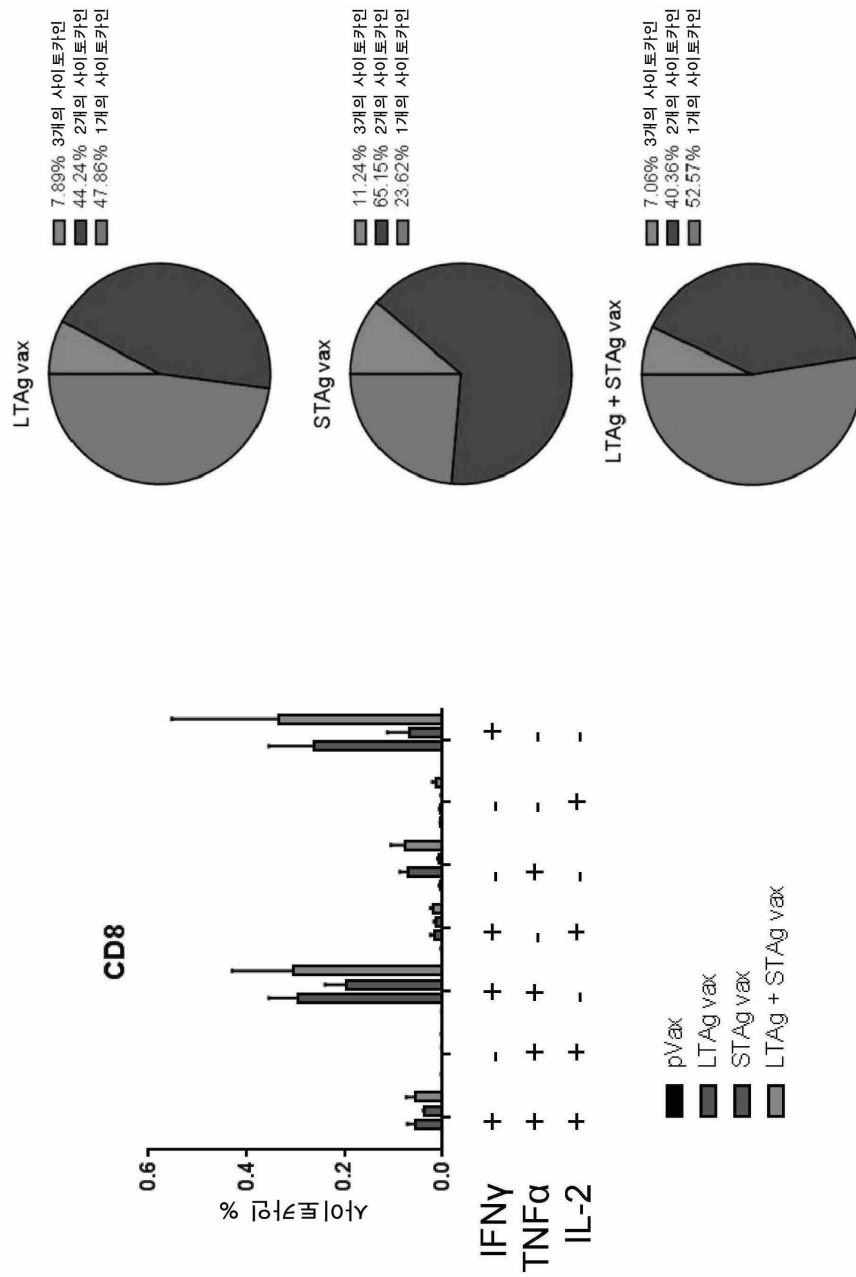 CD8
사이토카인 %
0.6
0.4
0.2
0.0
IFNγ + - + + - - +
TNFα + + + - + - -
IL-2 + + - + - + -
pVax
LTAg vax
STAg vax
LTAg + STAg vax
LTAg vax
7.89% 3개의 사이토카인
44.24% 2개의 사이토카인
47.86% 1개의 사이토카인
STAg vax
11.24% 3개의 사이토카인
65.15% 2개의 사이토카인
23.62% 1개의 사이토카인
LTAg + STAg vax
7.06% 3개의 사이토카인
40.36% 2개의 사이토카인
52.57% 1개의 사이토카인